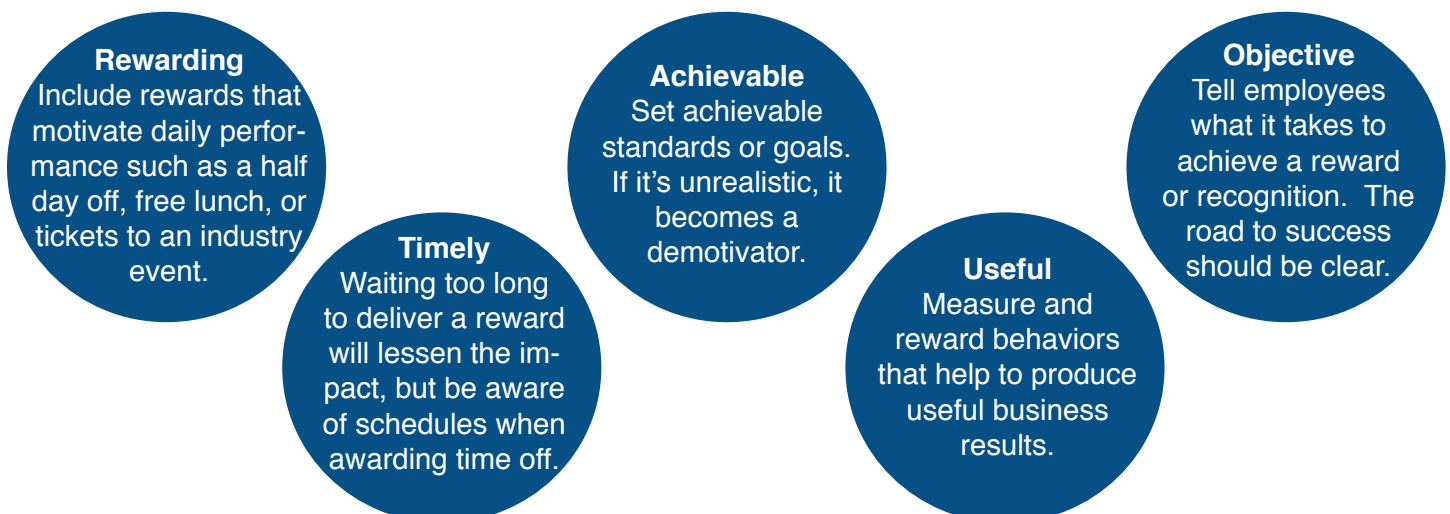 Rewarding
Include rewards that
motivate daily perfor-
mance such as a half
day off, free lunch, or
tickets to an industry
event.
Timely
Waiting too long
to deliver a reward
will lessen the im-
pact, but be aware
of schedules when
awarding time off.
Achievable
Set achievable
standards or goals.
If it’s unrealistic, it
becomes a
demotivator.
Useful
Measure and
reward behaviors
that help to produce
useful business
results.
Objective
Tell employees
what it takes to
achieve a reward
or recognition.  The
road to success
should be clear.